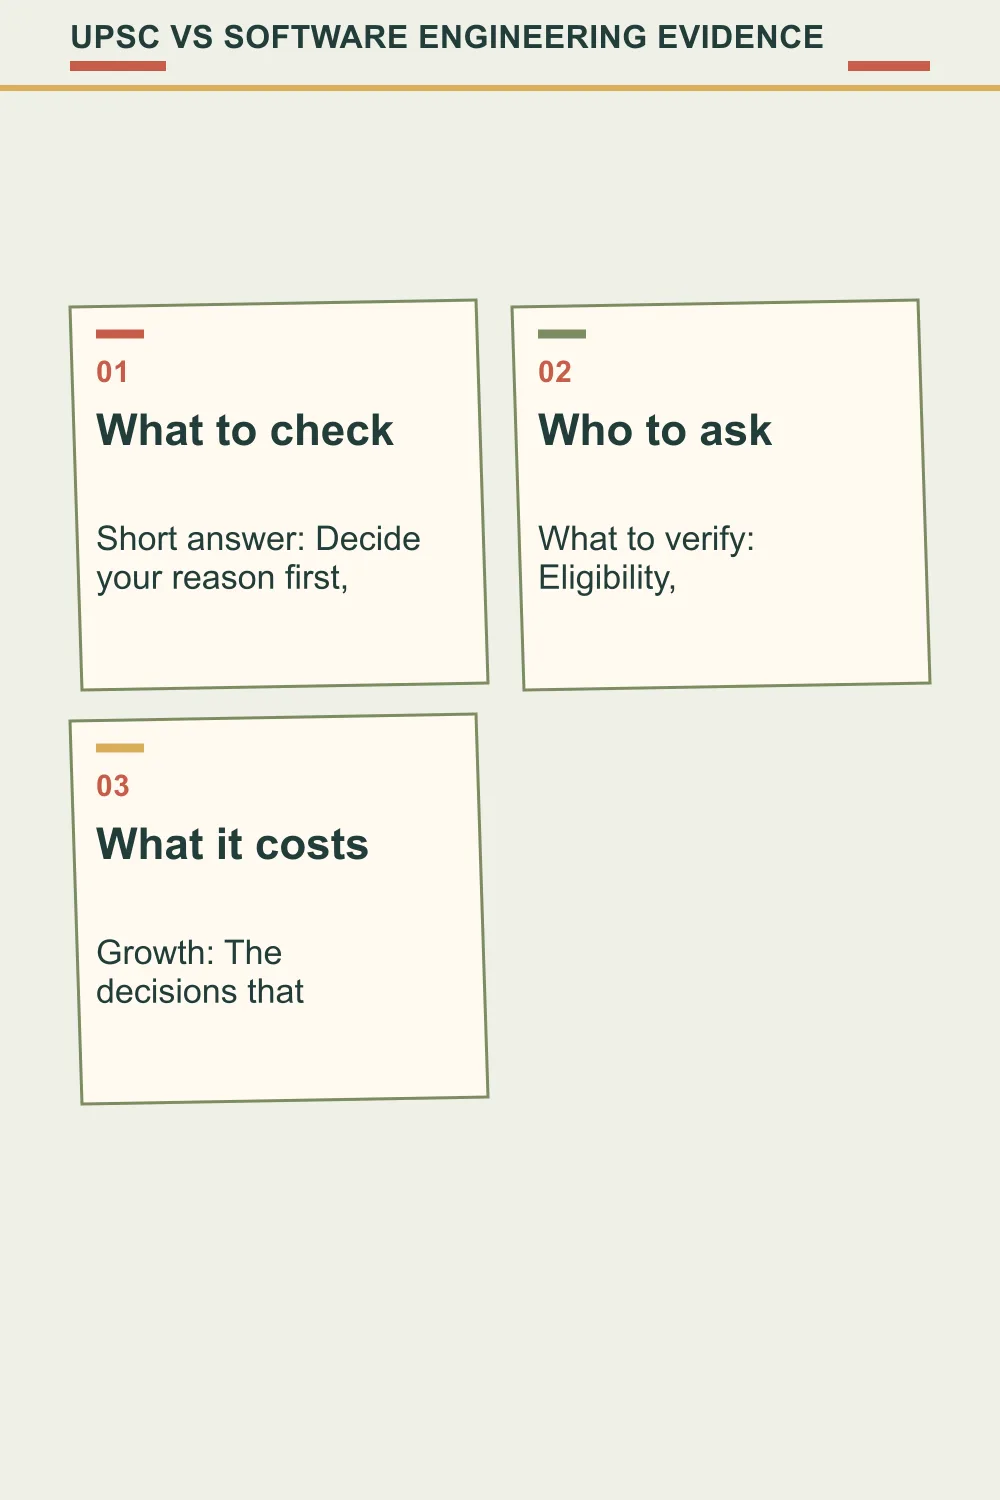 UPSC VS SOFTWARE ENGINEERING EVIDENCE
01
What to check
Short answer: Decide
your reason first,
02
Who to ask
What to verify:
Eligibility,
03
What it costs
Growth: The
decisions that